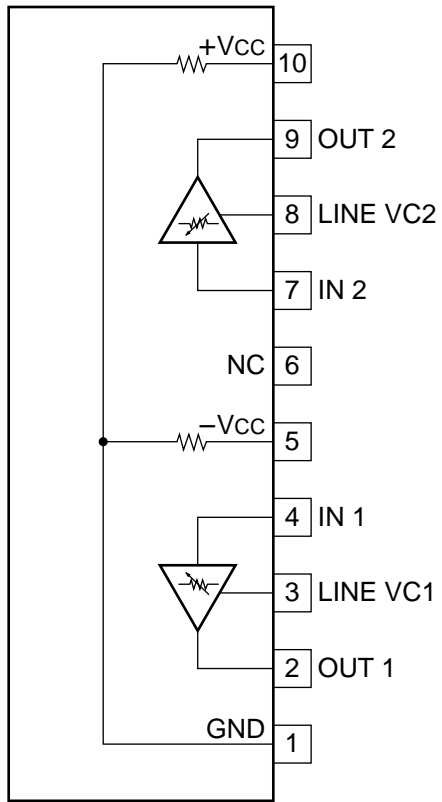 +VCC 10
9 OUT 2
8 LINE VC2
7 IN 2
NC 6
−VCC 5
4 IN 1
3 LINE VC1
2 OUT 1
GND 1